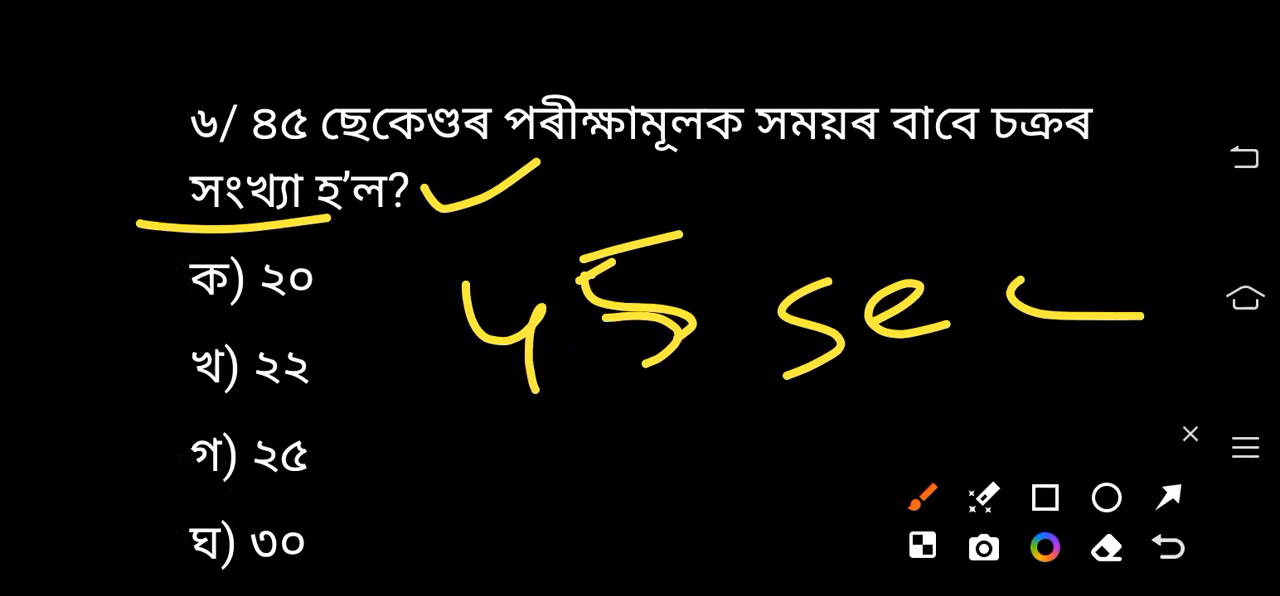 ৬/ ৪৫ ছেকেণ্ডৰ পৰীক্ষামূলক সময়ৰ বাবে চক্ৰৰ
সংখ্যা হ’ল?
45 sec
ক) ২০
খ) ২২
গ) ২৫
ঘ) ৩০